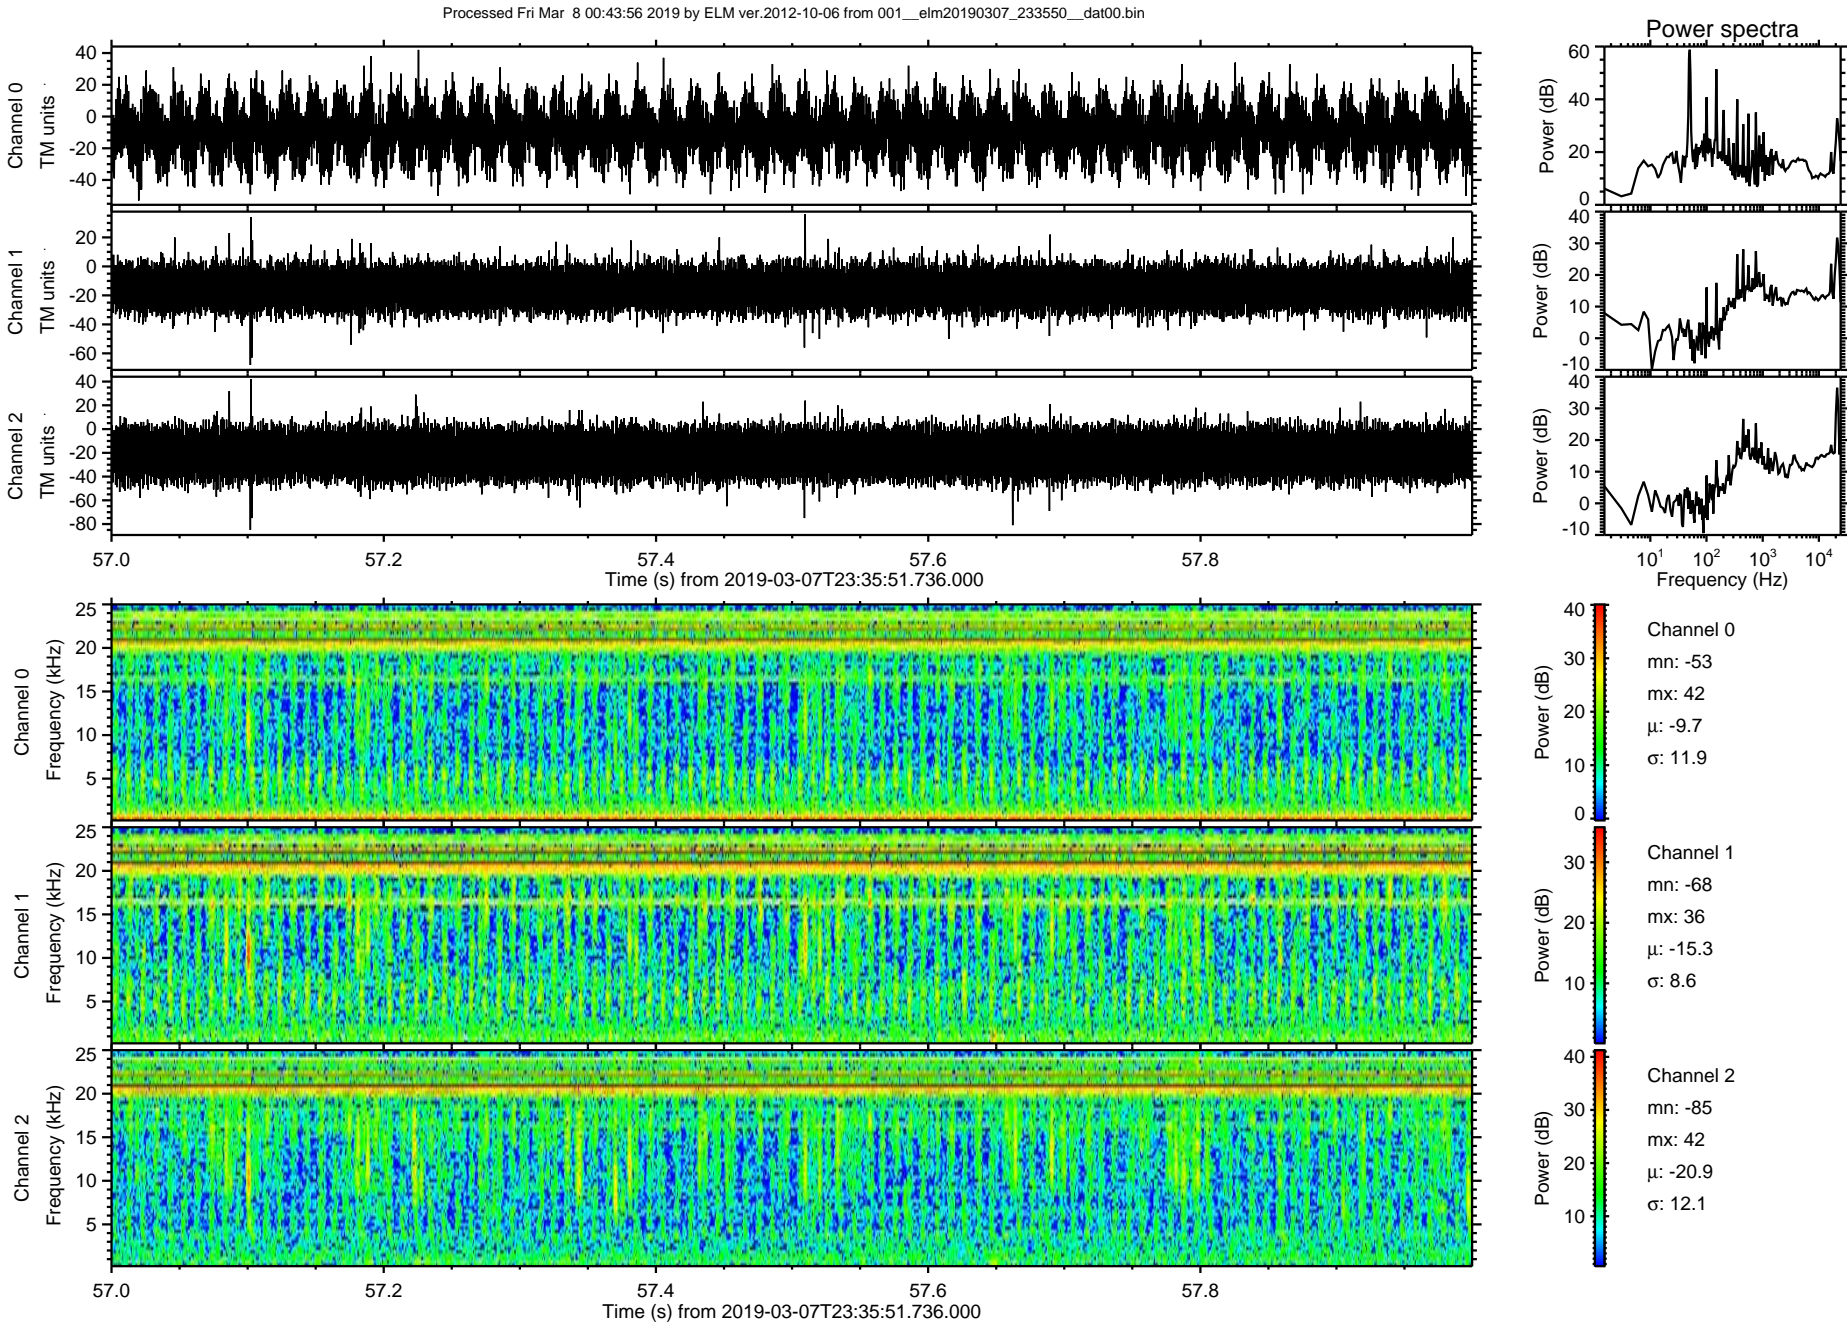 Processed Fri Mar 8 00:43:56 2019 by ELM ver.2012-10-06 from 001__elm20190307_233550__dat00.bin
Power spectra
Channel 0
TM units
40
20
0
-20
-40
Power (dB)
60
40
20
0
Channel 1
TM units
20
0
-20
-40
-60
Power (dB)
40
30
20
10
0
-10
Channel 2
TM units
40
20
0
-20
-40
-60
-80
Power (dB)
40
30
20
10
0
-10
57.0 57.2 57.4 57.6 57.8
Time (s) from 2019-03-07T23:35:51.736.000
10^1 10^2 10^3 10^4
Frequency (Hz)
Channel 0
Frequency (kHz)
25
20
15
10
5
Power (dB)
40
30
20
10
0
Channel 0
mn: -53
mx: 42
μ: -9.7
σ: 11.9
Channel 1
Frequency (kHz)
25
20
15
10
5
Power (dB)
30
20
10
Channel 1
mn: -68
mx: 36
μ: -15.3
σ: 8.6
Channel 2
Frequency (kHz)
25
20
15
10
5
Power (dB)
40
30
20
10
Channel 2
mn: -85
mx: 42
μ: -20.9
σ: 12.1
57.0 57.2 57.4 57.6 57.8
Time (s) from 2019-03-07T23:35:51.736.000